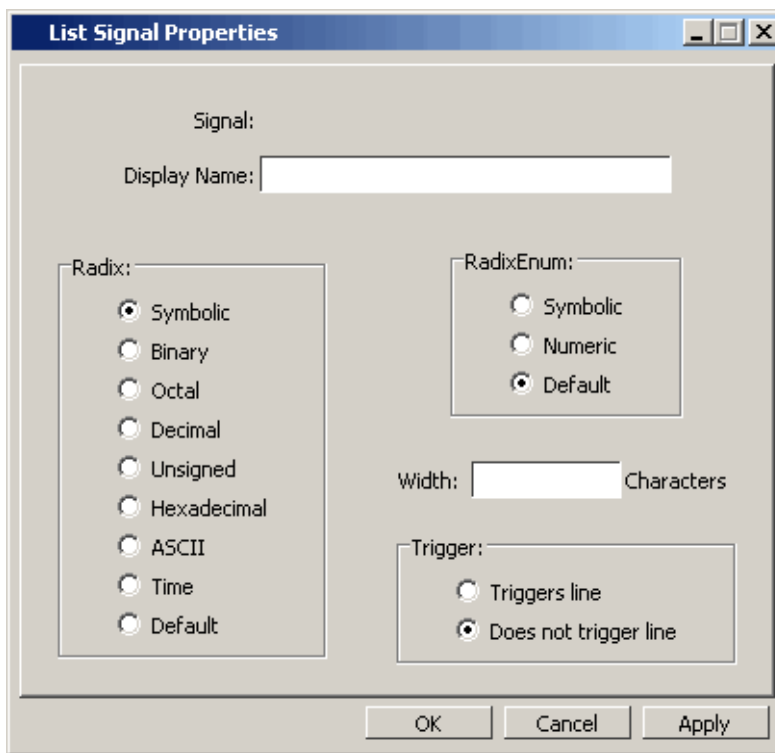 List Signal Properties
Signal:
Display Name:
Radix:
Symbolic
Binary
Octal
Decimal
Unsigned
Hexadecimal
ASCII
Time
Default
RadixEnum:
Symbolic
Numeric
Default
Width: Characters
Trigger:
Triggers line
Does not trigger line
OK Cancel Apply